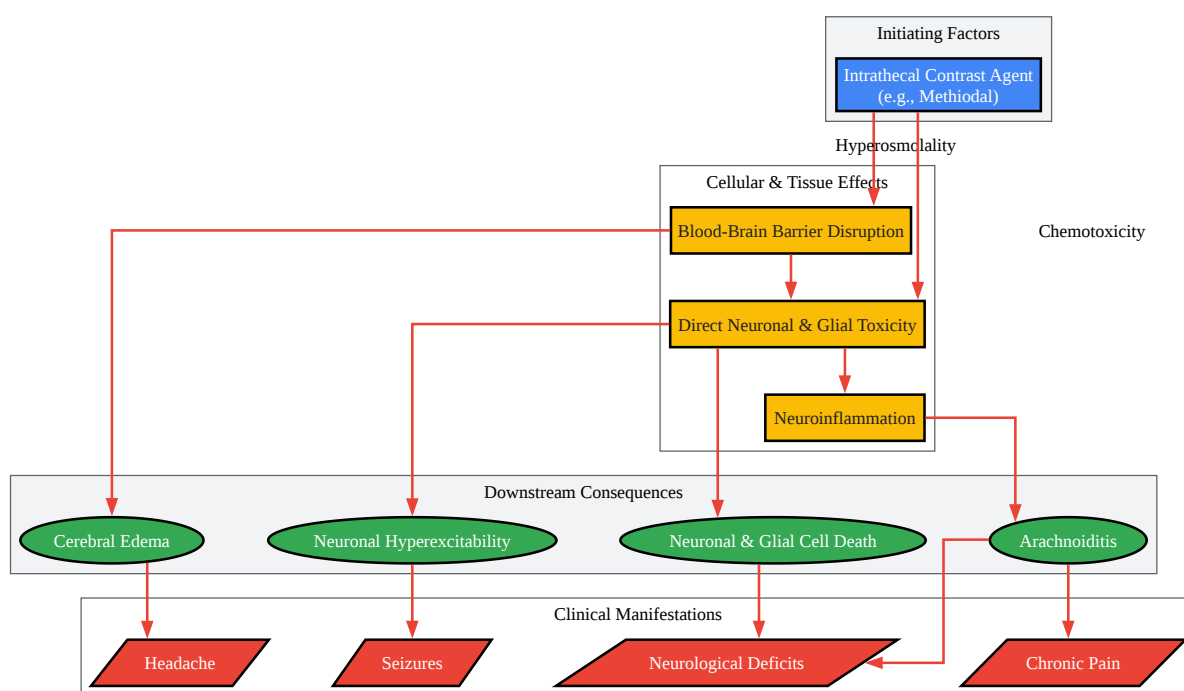 Initiating Factors
Intrathecal Contrast Agent
(e.g., Methiodal)
Hyperosmolality
Cellular & Tissue Effects
Blood-Brain Barrier Disruption
Chemotoxicity
Direct Neuronal & Glial Toxicity
Neuroinflammation
Downstream Consequences
Cerebral Edema
Neuronal Hyperexcitability
Neuronal & Glial Cell Death
Arachnoiditis
Clinical Manifestations
Headache
Seizures
Neurological Deficits
Chronic Pain